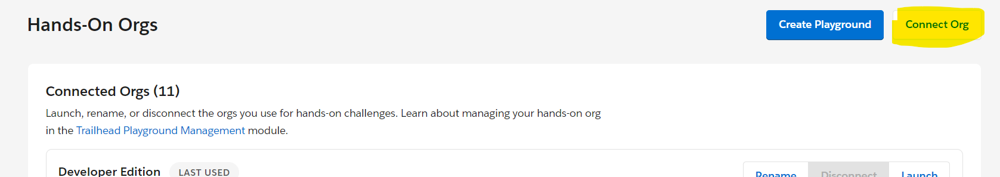 Hands-On Orgs
Create Playground
Connect Org
Connected Orgs (11)
Launch, rename, or disconnect the orgs you use for hands-on challenges. Learn about managing your hands-on org
in the Trailhead Playground Management module.
Developer Edition LAST USED
Rename Disconnect Launch